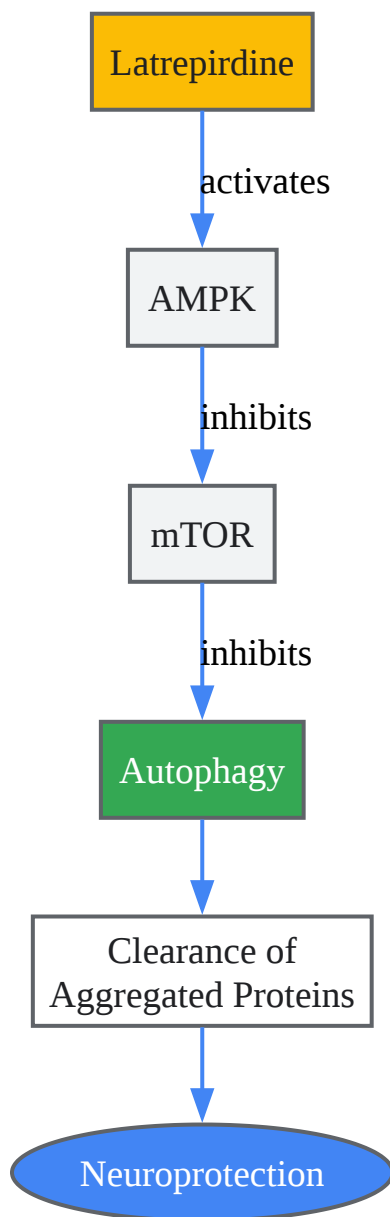 Latrepirdine
activates
AMPK
inhibits
mTOR
inhibits
Autophagy
Clearance of
Aggregated Proteins
Neuroprotection